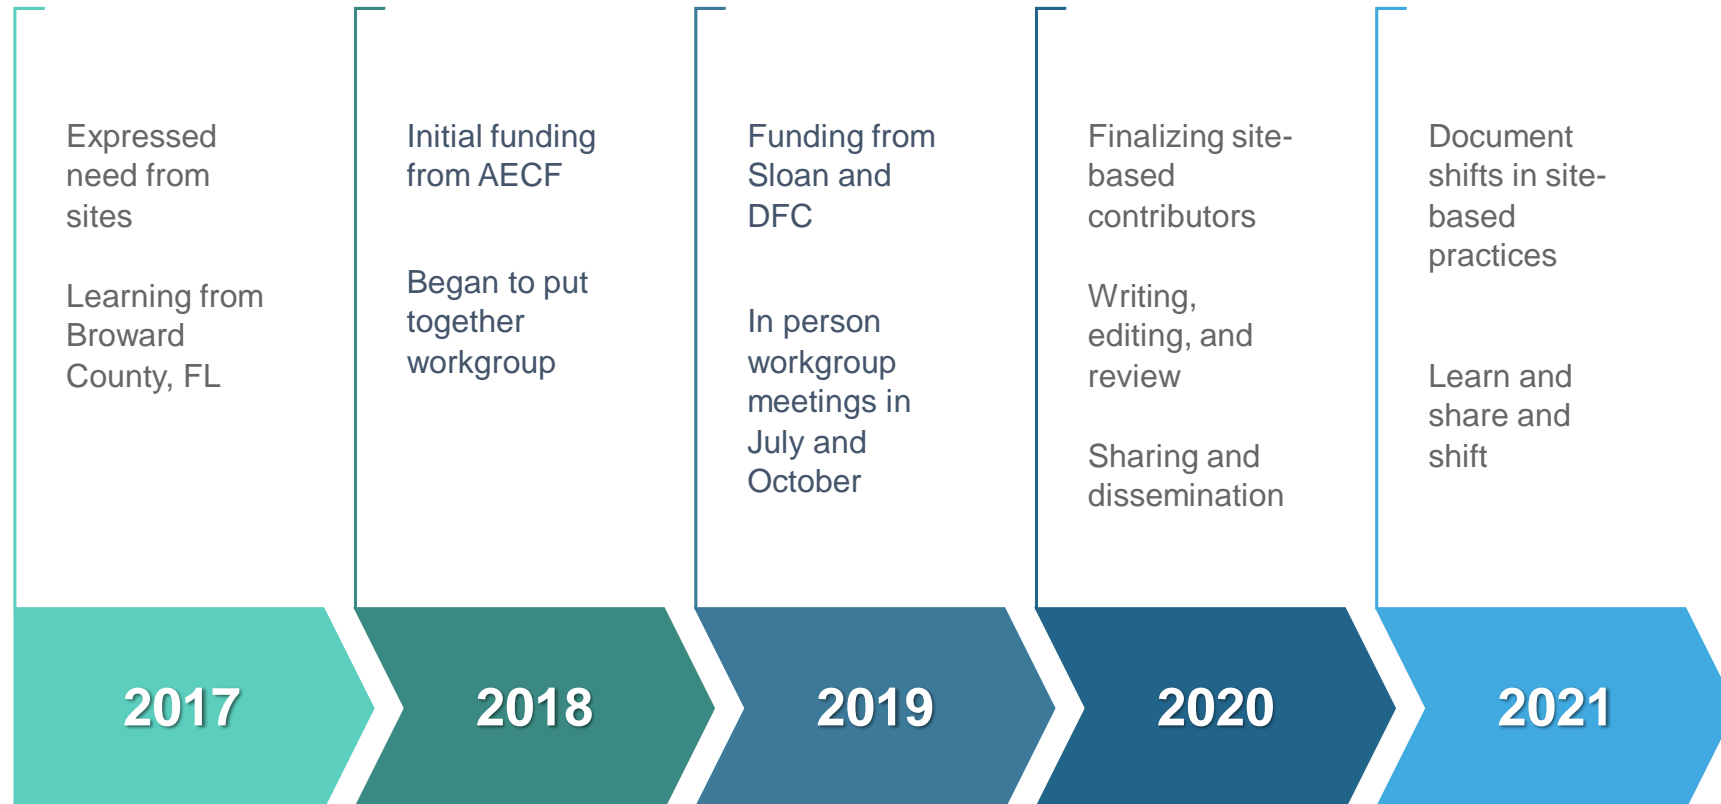 Expressed
need from
sites
Learning from
Broward
County, FL
2017
Initial funding
from AECF
Began to put
together
workgroup
2018
Funding from
Sloan and
DFC
In person
workgroup
meetings in
July and
October
2019
Finalizing site-
based
contributors
Writing,
editing, and
review
Sharing and
dissemination
2020
Document
shifts in site-
based
practices
Learn and
share and
shift
2021